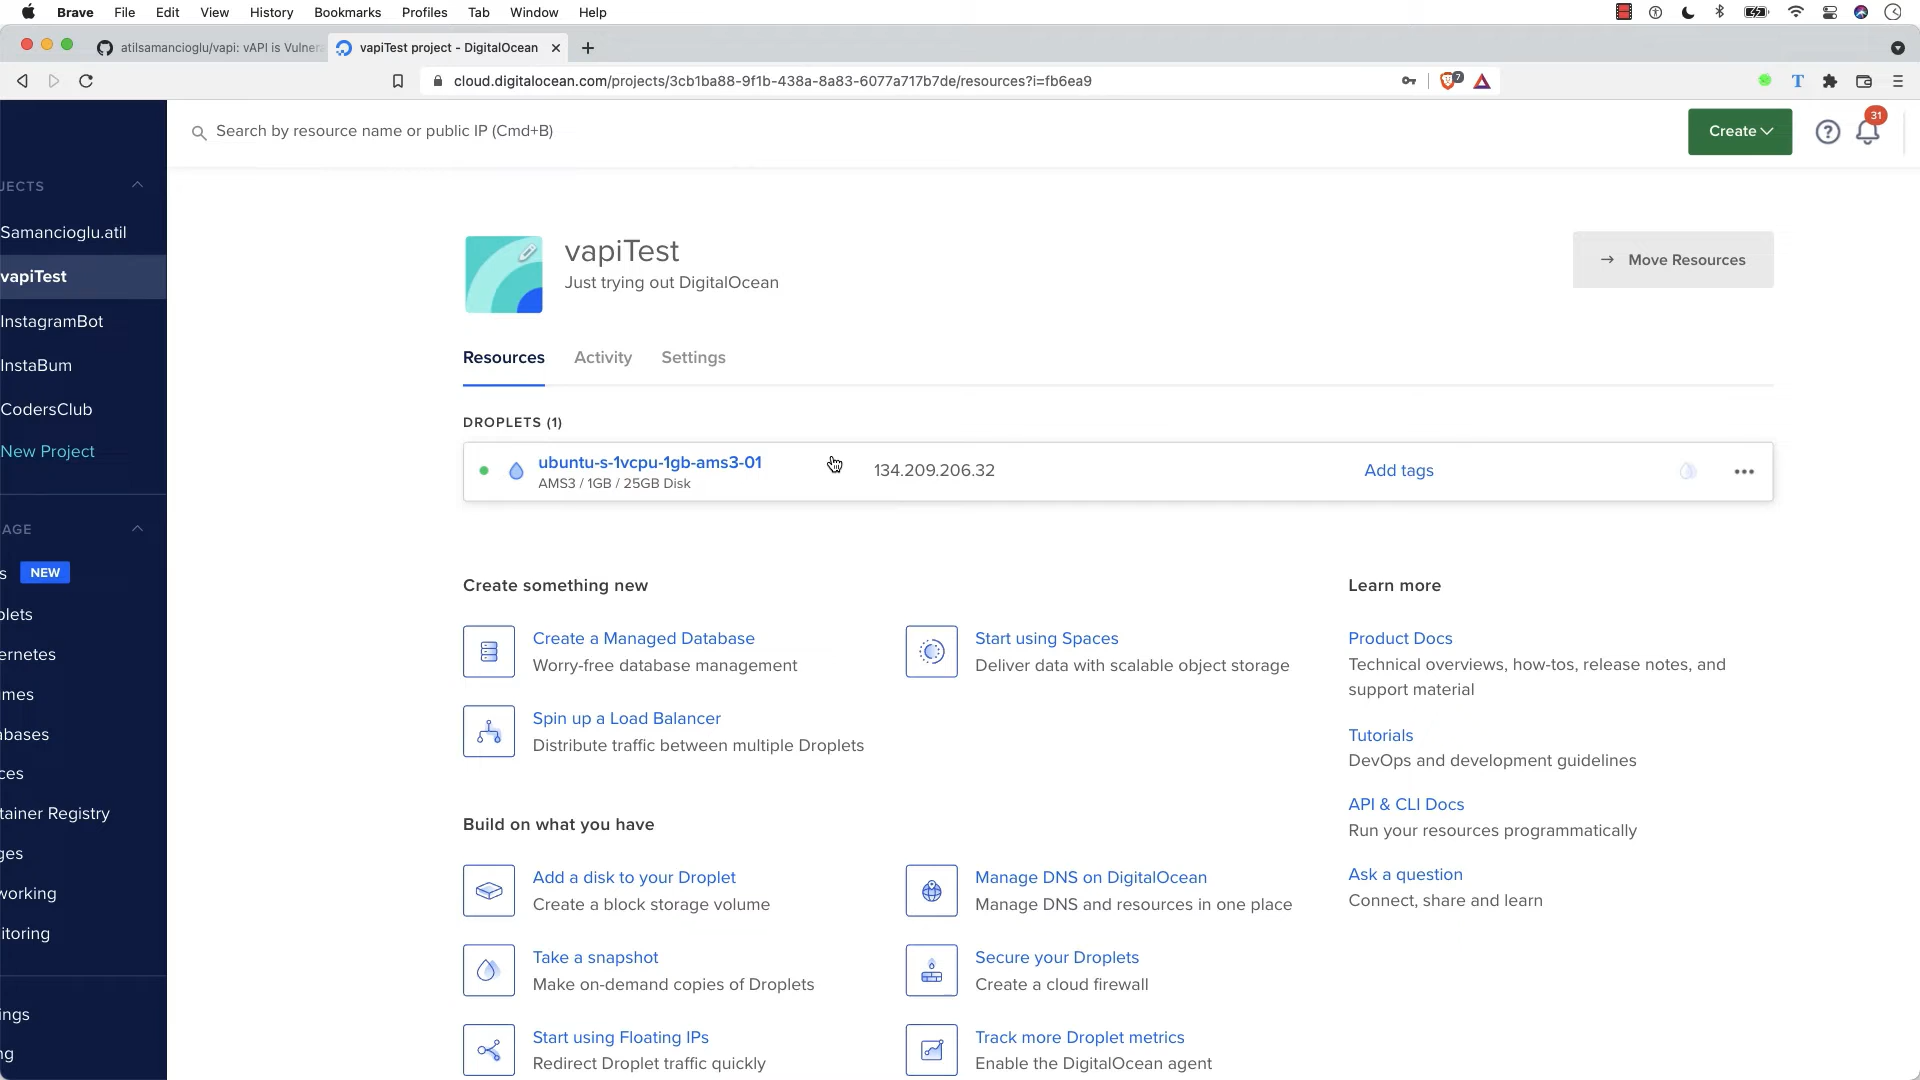 Brave File Edit View History Bookmarks Profiles Tab Window Help
atilsamancioglu/vapi: vAPI is Vulnera
vapiTest project - DigitalOcean
cloud.digitalocean.com/projects/3cb1ba88-9f1b-438a-8a83-6077a717b7de/resources?i=fb6ea9
7
T
Search by resource name or public IP (Cmd+B)
Create
31
JECTS
Samancioglu.atil
vapiTest
InstagramBot
InstaBum
CodersClub
New Project
AGE
s NEW
plets
ernetes
mes
abases
ces
tainer Registry
ges
working
itoring
ings
ng
vapiTest
Just trying out DigitalOcean
→ Move Resources
Resources Activity Settings
DROPLETS (1)
ubuntu-s-1vcpu-1gb-ams3-01
AMS3 / 1GB / 25GB Disk
134.209.206.32
Add tags
Create something new
Create a Managed Database
Worry-free database management
Start using Spaces
Deliver data with scalable object storage
Spin up a Load Balancer
Distribute traffic between multiple Droplets
Build on what you have
Add a disk to your Droplet
Create a block storage volume
Manage DNS on DigitalOcean
Manage DNS and resources in one place
Take a snapshot
Make on-demand copies of Droplets
Secure your Droplets
Create a cloud firewall
Start using Floating IPs
Redirect Droplet traffic quickly
Track more Droplet metrics
Enable the DigitalOcean agent
Learn more
Product Docs
Technical overviews, how-tos, release notes, and
support material
Tutorials
DevOps and development guidelines
API & CLI Docs
Run your resources programmatically
Ask a question
Connect, share and learn